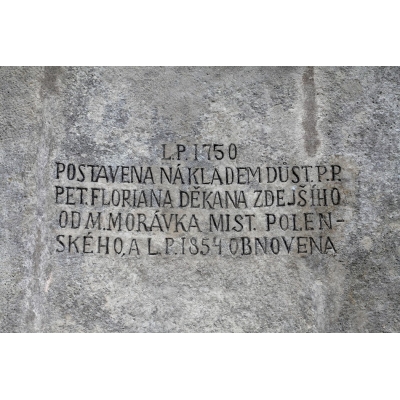 L.P. 1750
POSTAVENA NÁKLADEM DŮST. P.P.
PET. FLORIANA DĚKANA ZDEJŠÍHO
OD M. MORÁVKA MIST. POLEN-
SKÉHO, A L.P. 1854 OBNOVENA